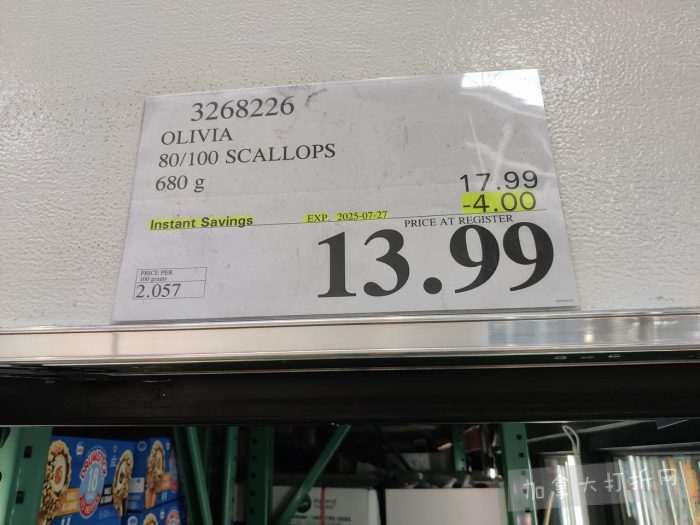 3268226
OLIVIA
80/100 SCALLOPS
680 g
17.99
-4.00
Instant Savings
EXP. 2025-07-27
PRICE AT REGISTER
13.99
PRICE PER
100 grams
2.057
DRUMSTICK
加拿大打折网